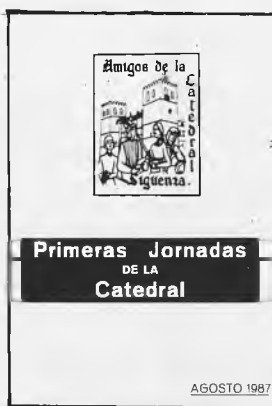 Amigos de la
Catedral
Sigüenza.
Primeras Jornadas
DE LA
Catedral
AGOSTO 1987